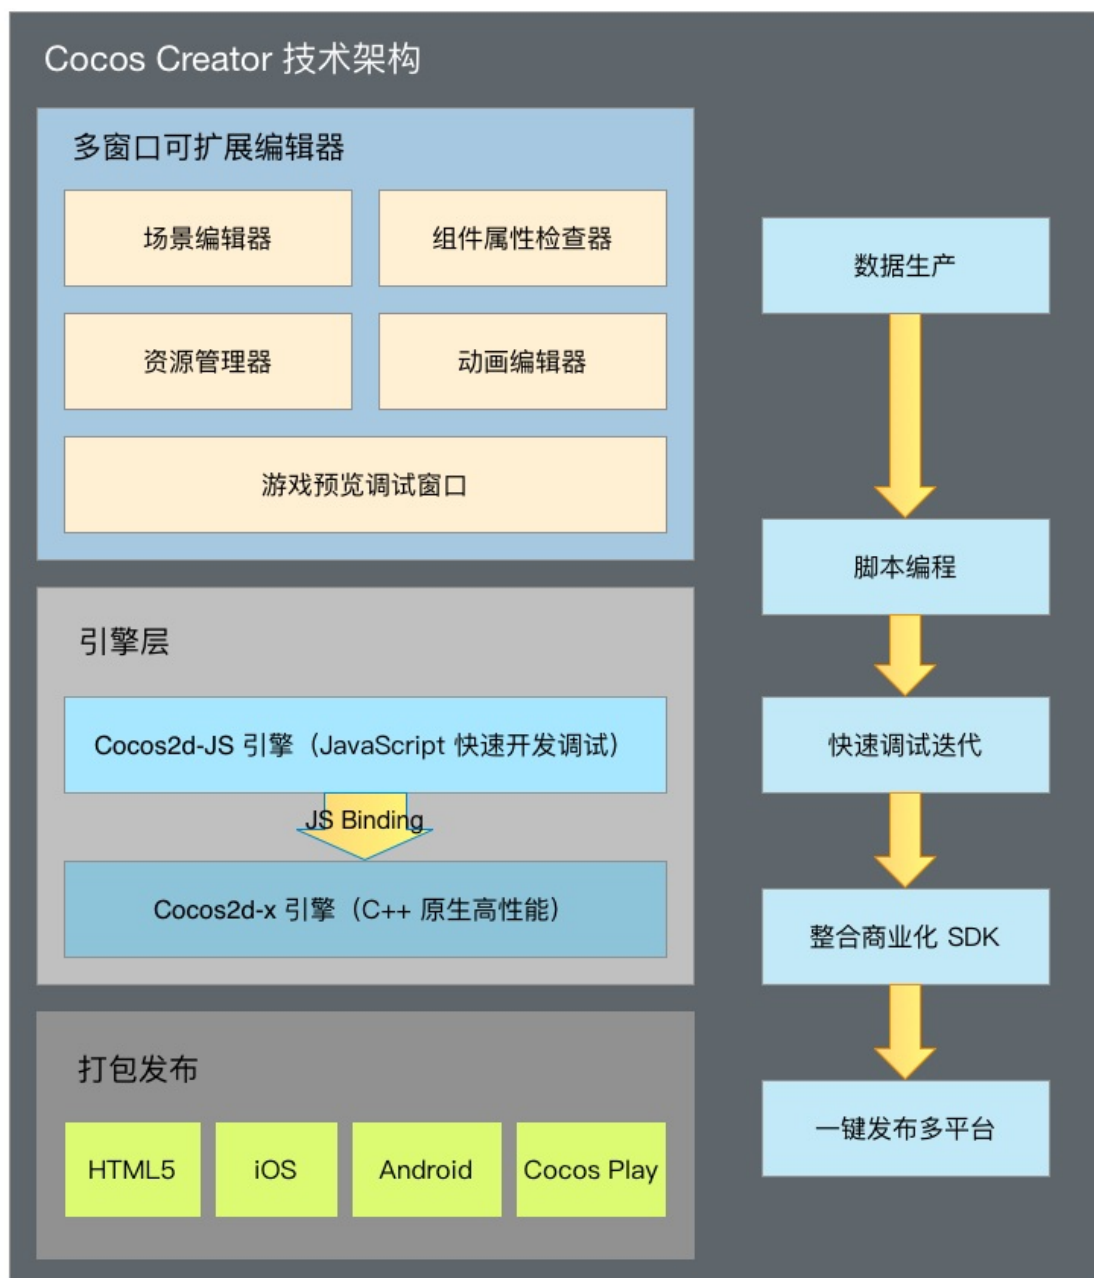 Cocos Creator 技术架构
多窗口可扩展编辑器
场景编辑器
组件属性检查器
资源管理器
动画编辑器
游戏预览调试窗口
引擎层
Cocos2d-JS 引擎（JavaScript 快速开发调试）
JS Binding
Cocos2d-x 引擎（C++ 原生高性能）
打包发布
HTML5
iOS
Android
Cocos Play
数据生产
脚本编程
快速调试迭代
整合商业化 SDK
一键发布多平台